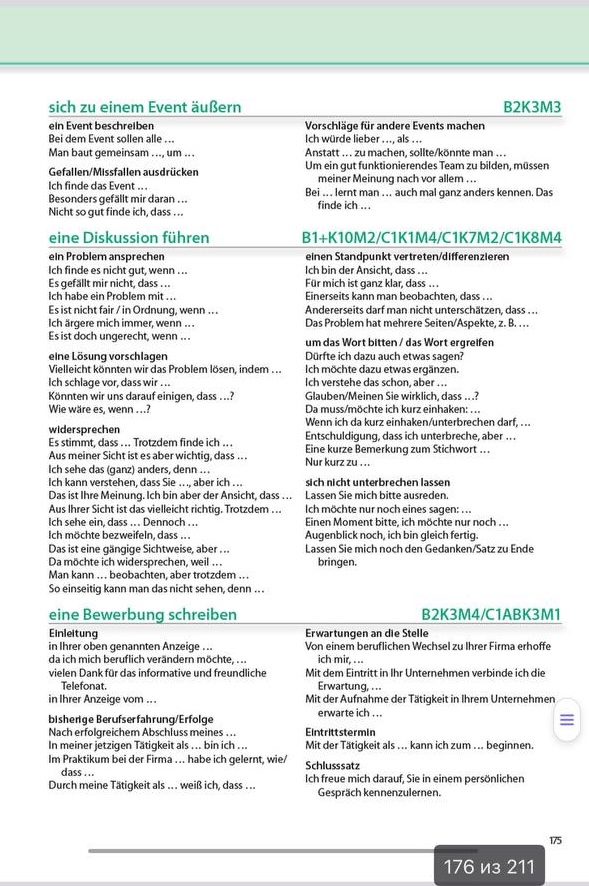 sich zu einem Event äußern B2K3M3
ein Event beschreiben
Bei dem Event sollen alle …
Man baut gemeinsam …, um …
Gefallen/Missfallen ausdrücken
Ich finde das Event …
Besonders gefällt mir daran …
Nicht so gut finde ich, dass …
Vorschläge für andere Events machen
Ich würde lieber …, als …
Anstatt … zu machen, sollte/könnte man …
Um ein gut funktionierendes Team zu bilden, müssen
meiner Meinung nach vor allem …
Bei … lernt man … auch mal ganz anders kennen. Das
finde ich …
eine Diskussion führen B1+K10M2/C1K1M4/C1K7M2/C1K8M4
ein Problem ansprechen
Ich finde es nicht gut, wenn …
Es gefällt mir nicht, dass …
Ich habe ein Problem mit …
Es ist nicht fair / in Ordnung, wenn …
Ich ärgere mich immer, wenn …
Es ist doch ungerecht, wenn …
eine Lösung vorschlagen
Vielleicht könnten wir das Problem lösen, indem …
Ich schlage vor, dass wir …
Könnten wir uns darauf einigen, dass …?
Wie wäre es, wenn …?
widersprechen
Es stimmt, dass … Trotzdem finde ich …
Aus meiner Sicht ist es aber wichtig, dass …
Ich sehe das (ganz) anders, denn …
Ich kann verstehen, dass Sie …, aber ich …
Das ist Ihre Meinung. Ich bin aber der Ansicht, dass …
Aus Ihrer Sicht ist das vielleicht richtig. Trotzdem …
Ich sehe ein, dass … Dennoch …
Ich möchte bezweifeln, dass …
Das ist eine gängige Sichtweise, aber …
Da möchte ich widersprechen, weil …
Man kann … beobachten, aber trotzdem …
So einseitig kann man das nicht sehen, denn …
einen Standpunkt vertreten/differenzieren
Ich bin der Ansicht, dass …
Für mich ist ganz klar, dass …
Einerseits kann man beobachten, dass …
Andererseits darf man nicht unterschätzen, dass …
Das Problem hat mehrere Seiten/Aspekte, z. B. …
um das Wort bitten / das Wort ergreifen
Dürfte ich dazu auch etwas sagen?
Ich möchte dazu etwas ergänzen.
Ich verstehe das schon, aber …
Glauben/Meinen Sie wirklich, dass …?
Da muss/möchte ich kurz einhaken: …
Wenn ich da kurz einhaken/unterbrechen darf, …
Entschuldigung, dass ich unterbreche, aber …
Eine kurze Bemerkung zum Stichwort …
Nur kurz zu …
sich nicht unterbrechen lassen
Lassen Sie mich bitte ausreden.
Ich möchte nur noch eines sagen: …
Einen Moment bitte, ich möchte nur noch …
Augenblick noch, ich bin gleich fertig.
Lassen Sie mich noch den Gedanken/Satz zu Ende
bringen.
eine Bewerbung schreiben B2K3M4/C1ABK3M1
Einleitung
in Ihrer oben genannten Anzeige …
da ich mich beruflich verändern möchte, …
vielen Dank für das informative und freundliche
Telefonat.
in Ihrer Anzeige vom …
bisherige Berufserfahrung/Erfolge
Nach erfolgreichem Abschluss meines …
In meiner jetzigen Tätigkeit als … bin ich …
Im Praktikum bei der Firma … habe ich gelernt, wie/
dass …
Durch meine Tätigkeit als … weiß ich, dass …
Erwartungen an die Stelle
Von einem beruflichen Wechsel zu Ihrer Firma erhoffe
ich mir, …
Mit dem Eintritt in Ihr Unternehmen verbinde ich die
Erwartung, …
Mit der Aufnahme der Tätigkeit in Ihrem Unternehmen
erwarte ich …
Eintrittstermin
Mit der Tätigkeit als … kann ich zum … beginnen.
Schlusssatz
Ich freue mich darauf, Sie in einem persönlichen
Gespräch kennenzulernen.
175
176 из 211